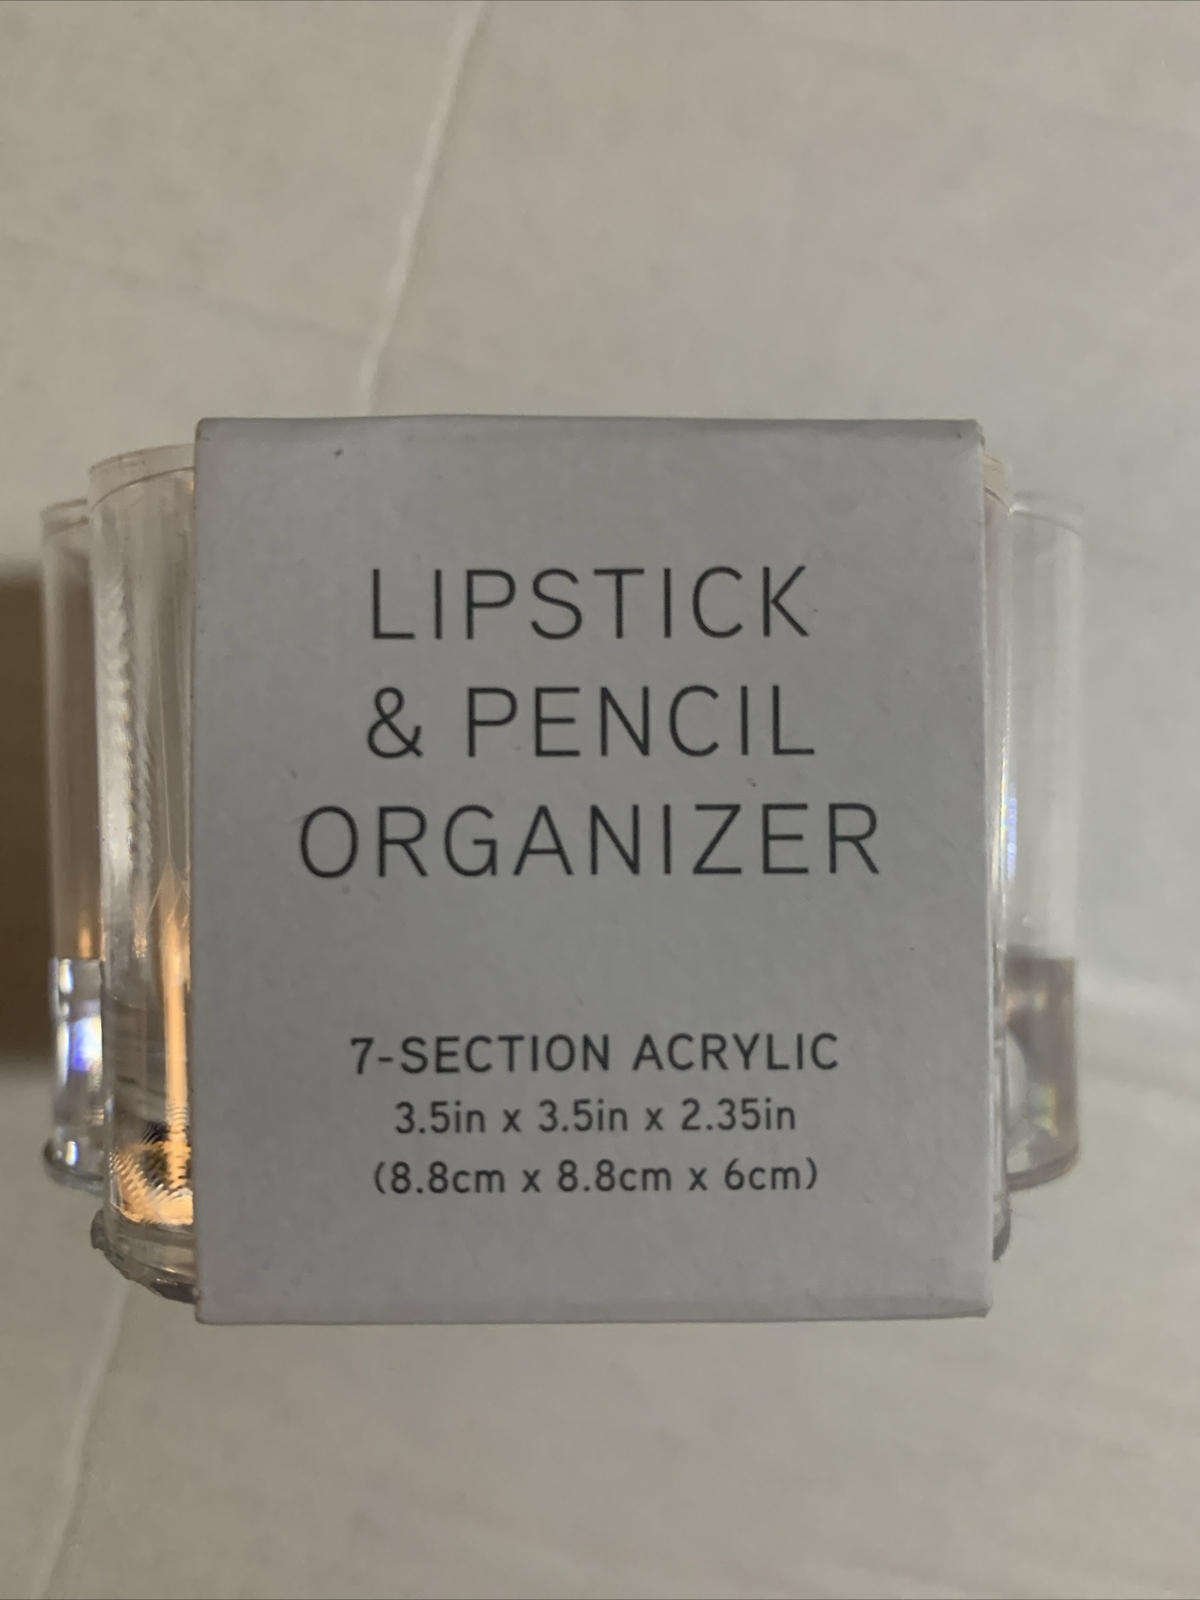 LIPSTICK
& PENCIL
ORGANIZER
7-SECTION ACRYLIC
3.5in x 3.5in x 2.35in
(8.8cm x 8.8cm x 6cm)